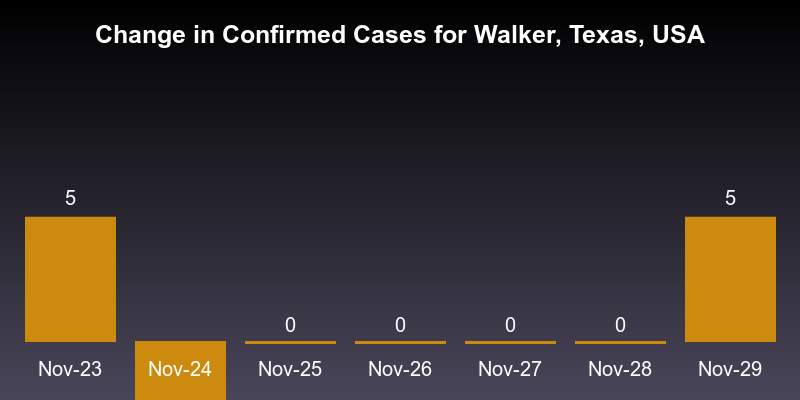 Change in Confirmed Cases for Walker, Texas, USA
5 0 0 0 0 5
Nov-23 Nov-24 Nov-25 Nov-26 Nov-27 Nov-28 Nov-29